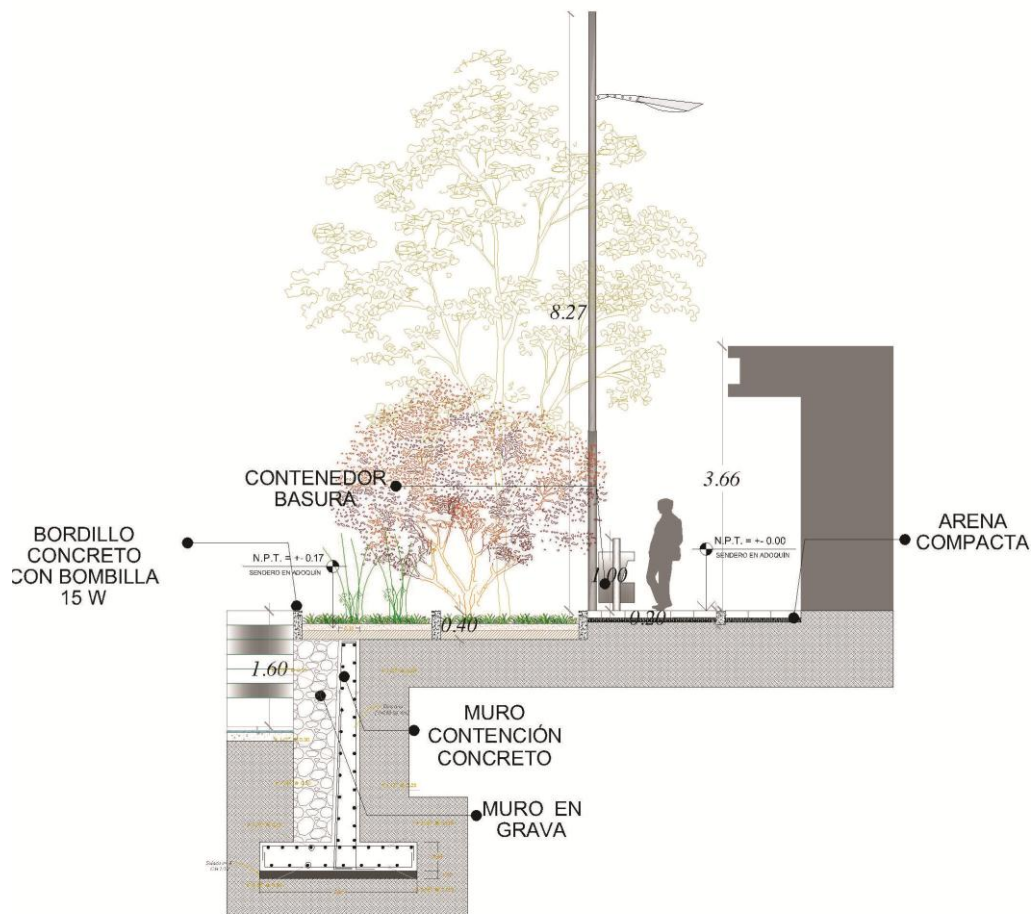 8.27
3.66
CONTENEDOR
BASURA
BORDILLO
CONCRETO
CON BOMBILLA
15 W
N.P.T. = +- 0.17
SENDERO EN ADOQUÍN
N.P.T. = +- 0.00
SENDERO EN ADOQUÍN
ARENA
COMPACTA
1.00
0.40
0.20
1.60
MURO
CONTENCIÓN
CONCRETO
MURO EN
GRAVA